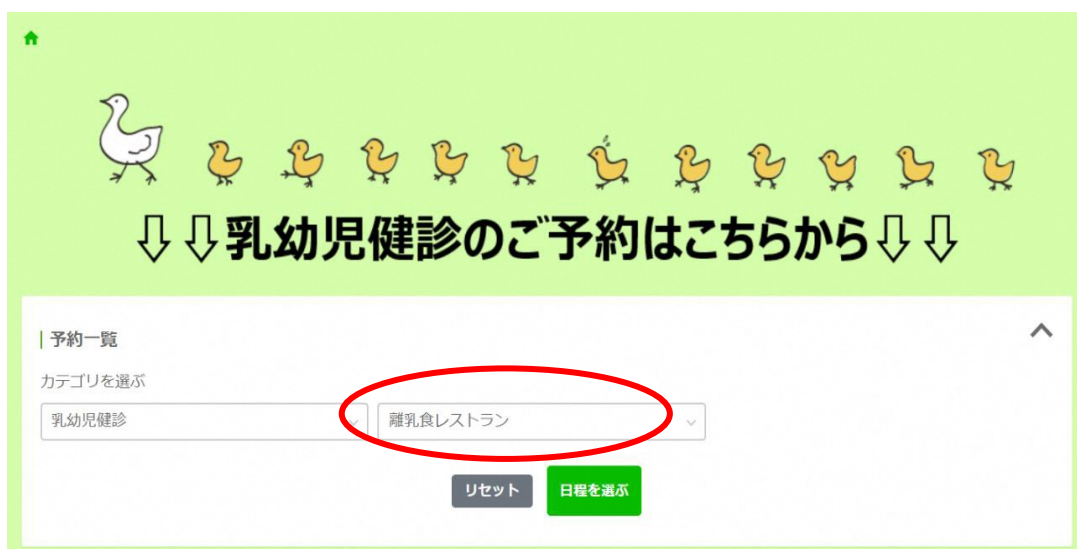 ⇩⇩乳幼児健診のご予約はこちらから⇩⇩
予約一覧
カテゴリを選ぶ
乳幼児健診 離乳食レストラン
リセット 日程を選ぶ